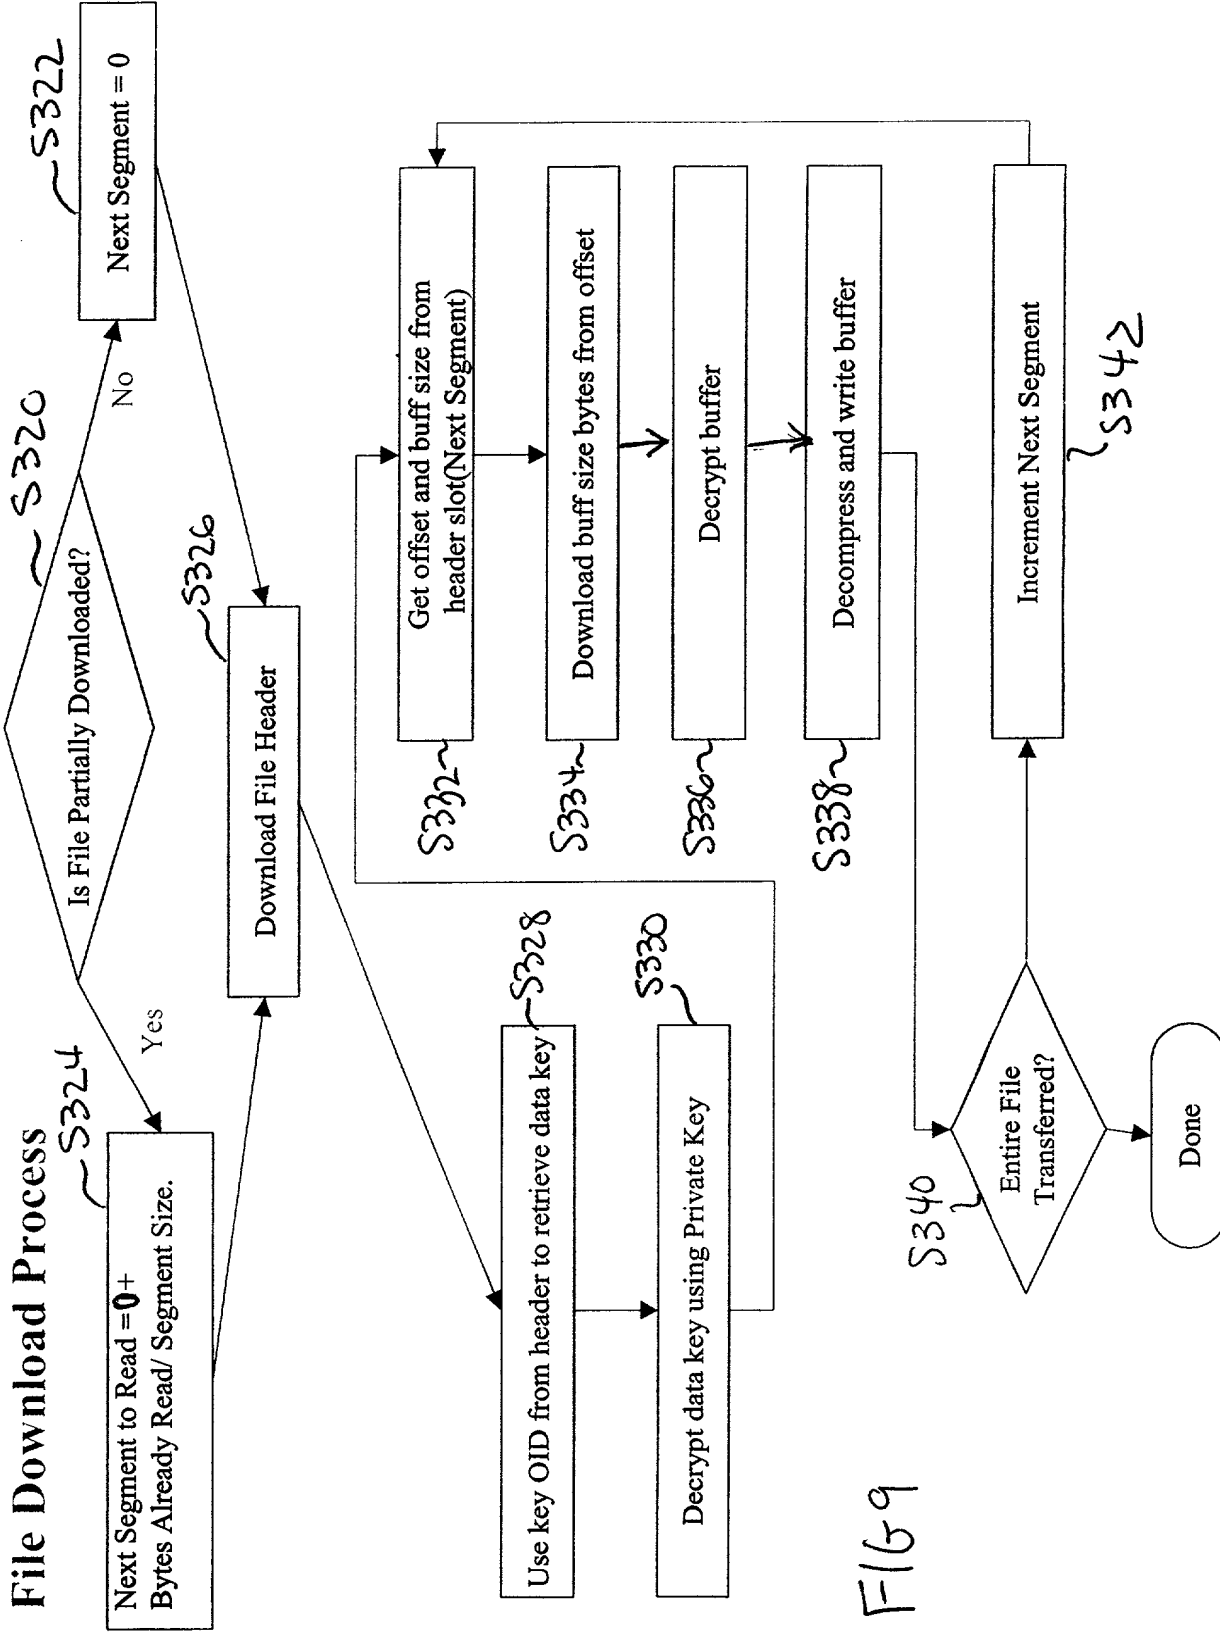 File Download Process
S320
Is File Partially Downloaded?
Yes
No
S324
Next Segment to Read =0+
Bytes Already Read/ Segment Size.
S322
Next Segment = 0
S326
Download File Header
S328
Use key OID from header to retrieve data key
S330
Decrypt data key using Private Key
S332
Get offset and buff size from
header slot(Next Segment)
S334
Download buff size bytes from offset
S336
Decrypt buffer
S338
Decompress and write buffer
S340
Entire File
Transferred?
S342
Increment Next Segment
Done
FIG 9